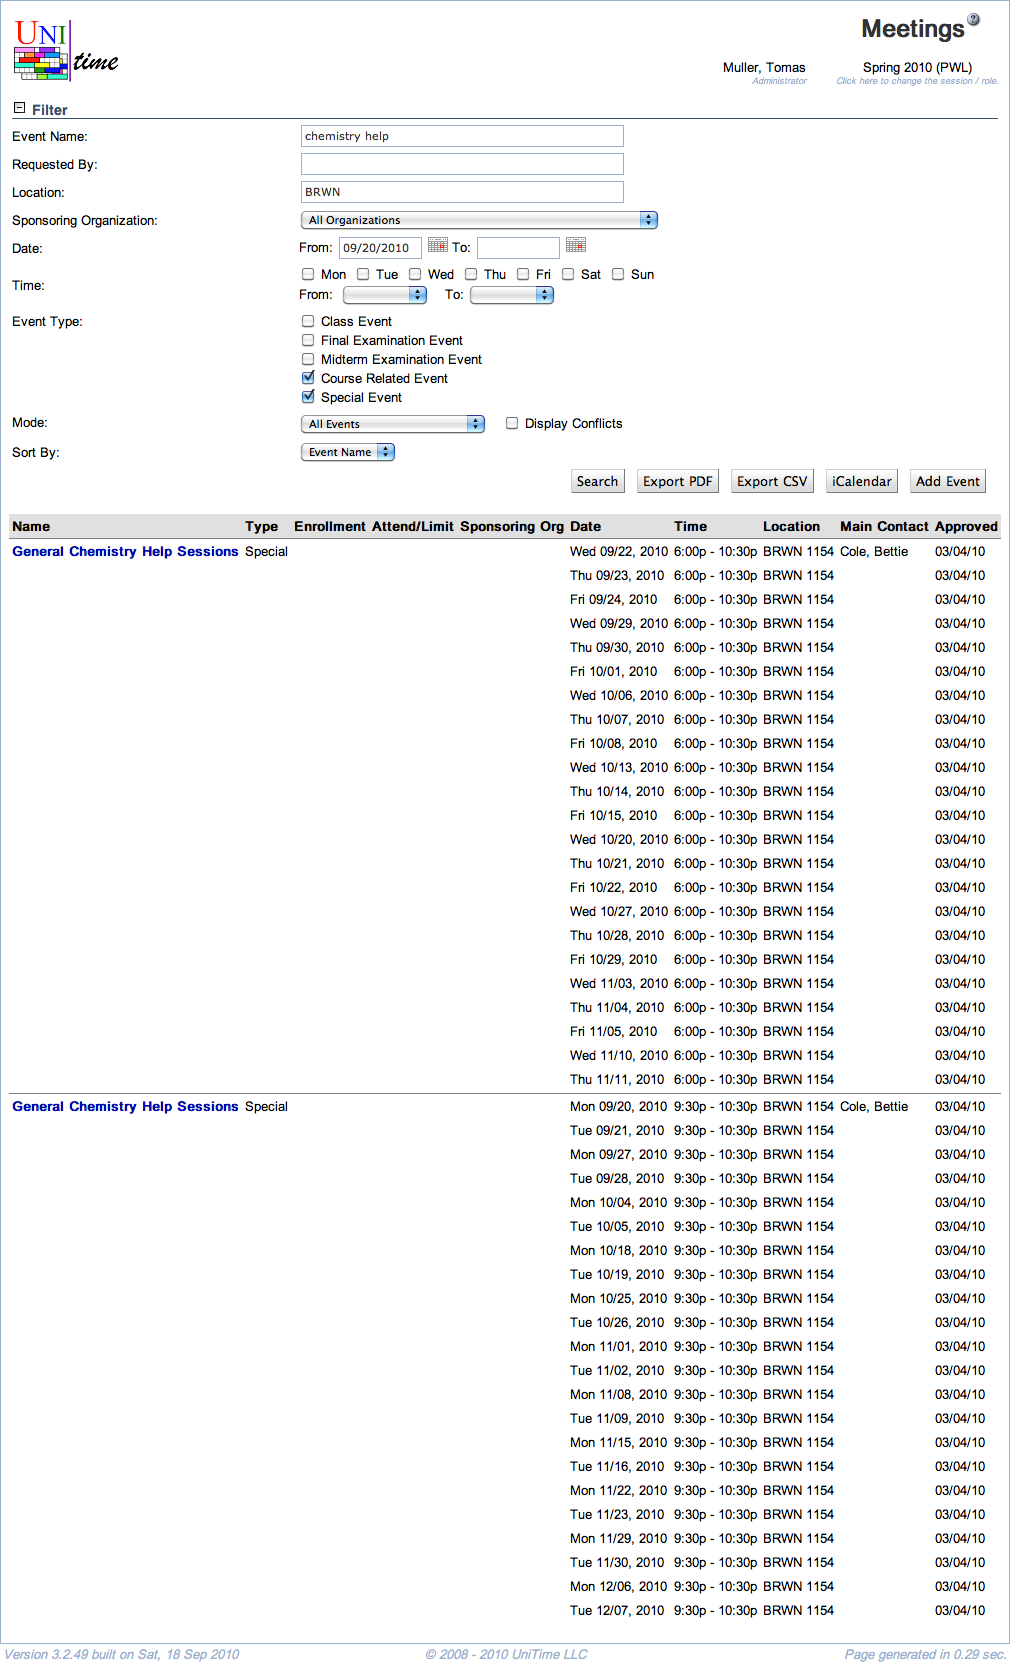 UNI
time
Meetings
Muller, Tomas Spring 2010 (PWL)
Administrator Click here to change the session / role.
Filter
Event Name: chemistry help
Requested By:
Location: BRWN
Sponsoring Organization: All Organizations
Date: From: 09/20/2010 To:
Mon Tue Wed Thu Fri Sat Sun
Time:
From: To:
Event Type: Class Event
Final Examination Event
Midterm Examination Event
Course Related Event
Special Event
Mode: All Events Display Conflicts
Sort By: Event Name
Search Export PDF Export CSV iCalendar Add Event
Name Type Enrollment Attend/Limit Sponsoring Org Date Time Location Main Contact Approved
General Chemistry Help Sessions Special Wed 09/22, 2010 6:00p - 10:30p BRWN 1154 Cole, Bettie 03/04/10
Thu 09/23, 2010 6:00p - 10:30p BRWN 1154 03/04/10
Fri 09/24, 2010 6:00p - 10:30p BRWN 1154 03/04/10
Wed 09/29, 2010 6:00p - 10:30p BRWN 1154 03/04/10
Thu 09/30, 2010 6:00p - 10:30p BRWN 1154 03/04/10
Fri 10/01, 2010 6:00p - 10:30p BRWN 1154 03/04/10
Wed 10/06, 2010 6:00p - 10:30p BRWN 1154 03/04/10
Thu 10/07, 2010 6:00p - 10:30p BRWN 1154 03/04/10
Fri 10/08, 2010 6:00p - 10:30p BRWN 1154 03/04/10
Wed 10/13, 2010 6:00p - 10:30p BRWN 1154 03/04/10
Thu 10/14, 2010 6:00p - 10:30p BRWN 1154 03/04/10
Fri 10/15, 2010 6:00p - 10:30p BRWN 1154 03/04/10
Wed 10/20, 2010 6:00p - 10:30p BRWN 1154 03/04/10
Thu 10/21, 2010 6:00p - 10:30p BRWN 1154 03/04/10
Fri 10/22, 2010 6:00p - 10:30p BRWN 1154 03/04/10
Wed 10/27, 2010 6:00p - 10:30p BRWN 1154 03/04/10
Thu 10/28, 2010 6:00p - 10:30p BRWN 1154 03/04/10
Fri 10/29, 2010 6:00p - 10:30p BRWN 1154 03/04/10
Wed 11/03, 2010 6:00p - 10:30p BRWN 1154 03/04/10
Thu 11/04, 2010 6:00p - 10:30p BRWN 1154 03/04/10
Fri 11/05, 2010 6:00p - 10:30p BRWN 1154 03/04/10
Wed 11/10, 2010 6:00p - 10:30p BRWN 1154 03/04/10
Thu 11/11, 2010 6:00p - 10:30p BRWN 1154 03/04/10
General Chemistry Help Sessions Special Mon 09/20, 2010 9:30p - 10:30p BRWN 1154 Cole, Bettie 03/04/10
Tue 09/21, 2010 9:30p - 10:30p BRWN 1154 03/04/10
Mon 09/27, 2010 9:30p - 10:30p BRWN 1154 03/04/10
Tue 09/28, 2010 9:30p - 10:30p BRWN 1154 03/04/10
Mon 10/04, 2010 9:30p - 10:30p BRWN 1154 03/04/10
Tue 10/05, 2010 9:30p - 10:30p BRWN 1154 03/04/10
Mon 10/18, 2010 9:30p - 10:30p BRWN 1154 03/04/10
Tue 10/19, 2010 9:30p - 10:30p BRWN 1154 03/04/10
Mon 10/25, 2010 9:30p - 10:30p BRWN 1154 03/04/10
Tue 10/26, 2010 9:30p - 10:30p BRWN 1154 03/04/10
Mon 11/01, 2010 9:30p - 10:30p BRWN 1154 03/04/10
Tue 11/02, 2010 9:30p - 10:30p BRWN 1154 03/04/10
Mon 11/08, 2010 9:30p - 10:30p BRWN 1154 03/04/10
Tue 11/09, 2010 9:30p - 10:30p BRWN 1154 03/04/10
Mon 11/15, 2010 9:30p - 10:30p BRWN 1154 03/04/10
Tue 11/16, 2010 9:30p - 10:30p BRWN 1154 03/04/10
Mon 11/22, 2010 9:30p - 10:30p BRWN 1154 03/04/10
Tue 11/23, 2010 9:30p - 10:30p BRWN 1154 03/04/10
Mon 11/29, 2010 9:30p - 10:30p BRWN 1154 03/04/10
Tue 11/30, 2010 9:30p - 10:30p BRWN 1154 03/04/10
Mon 12/06, 2010 9:30p - 10:30p BRWN 1154 03/04/10
Tue 12/07, 2010 9:30p - 10:30p BRWN 1154 03/04/10
Version 3.2.49 built on Sat, 18 Sep 2010 © 2008 - 2010 UniTime LLC Page generated in 0.29 sec.